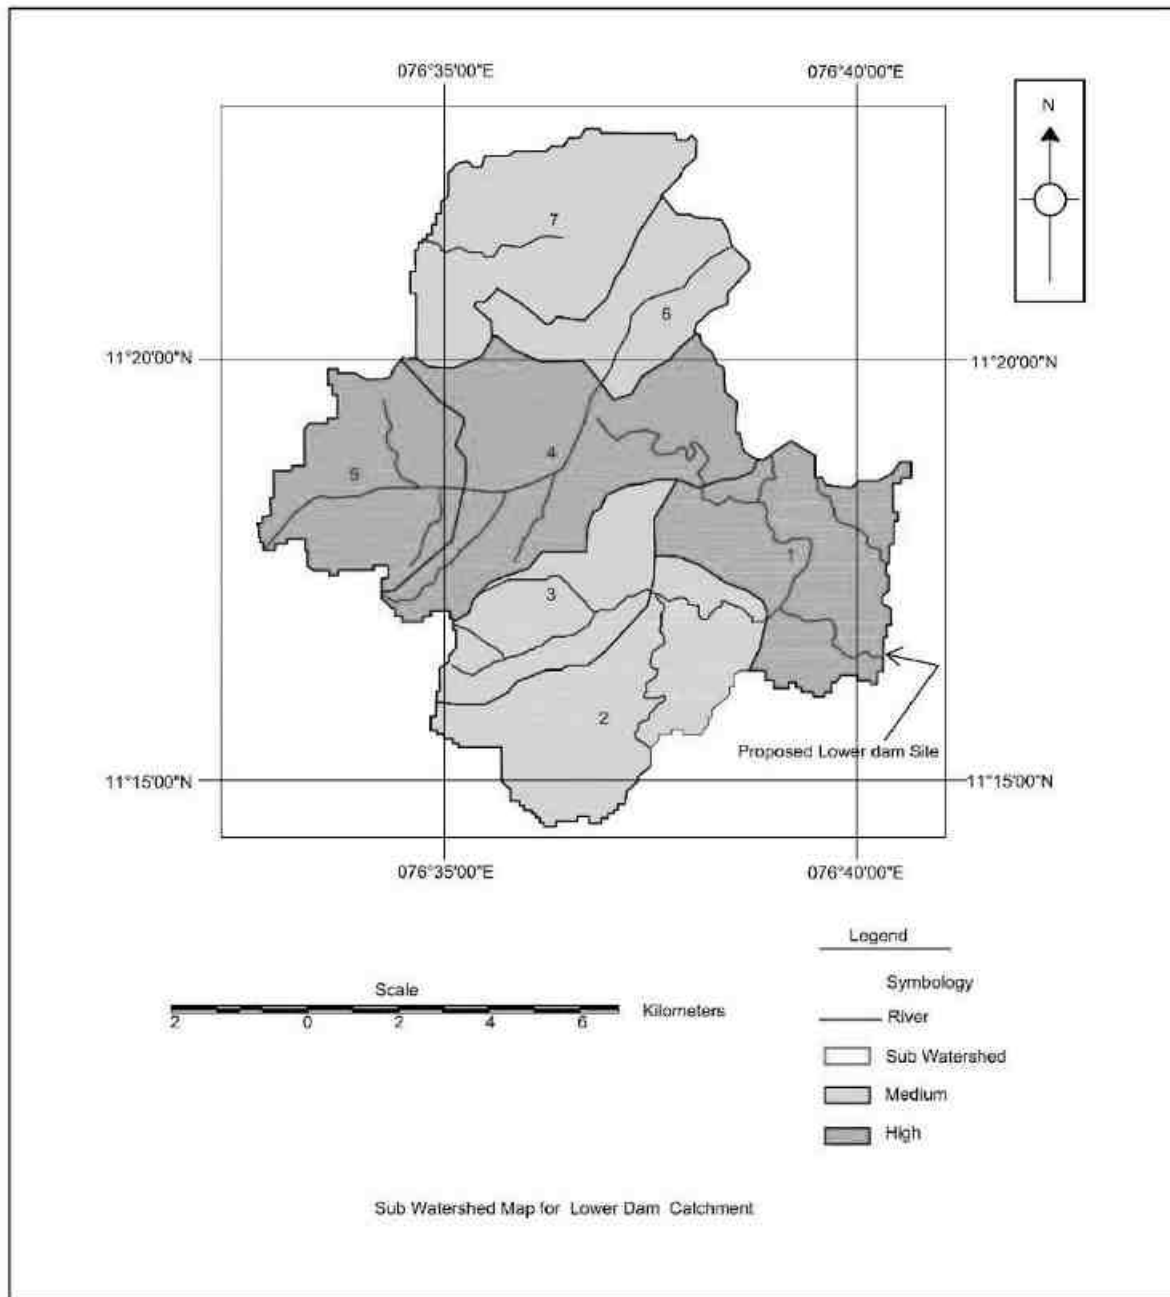 076°35'00"E 076°40'00"E
N
7
6
11°20'00"N 11°20'00"N
4
5
1
3
2
Proposed Lower dam Site
11°15'00"N 11°15'00"N
076°35'00"E 076°40'00"E
Legend
Scale
Symbology
2 0 2 4 6 Kilometers
River
Sub Watershed
Medium
High
Sub Watershed Map for Lower Dam Catchment